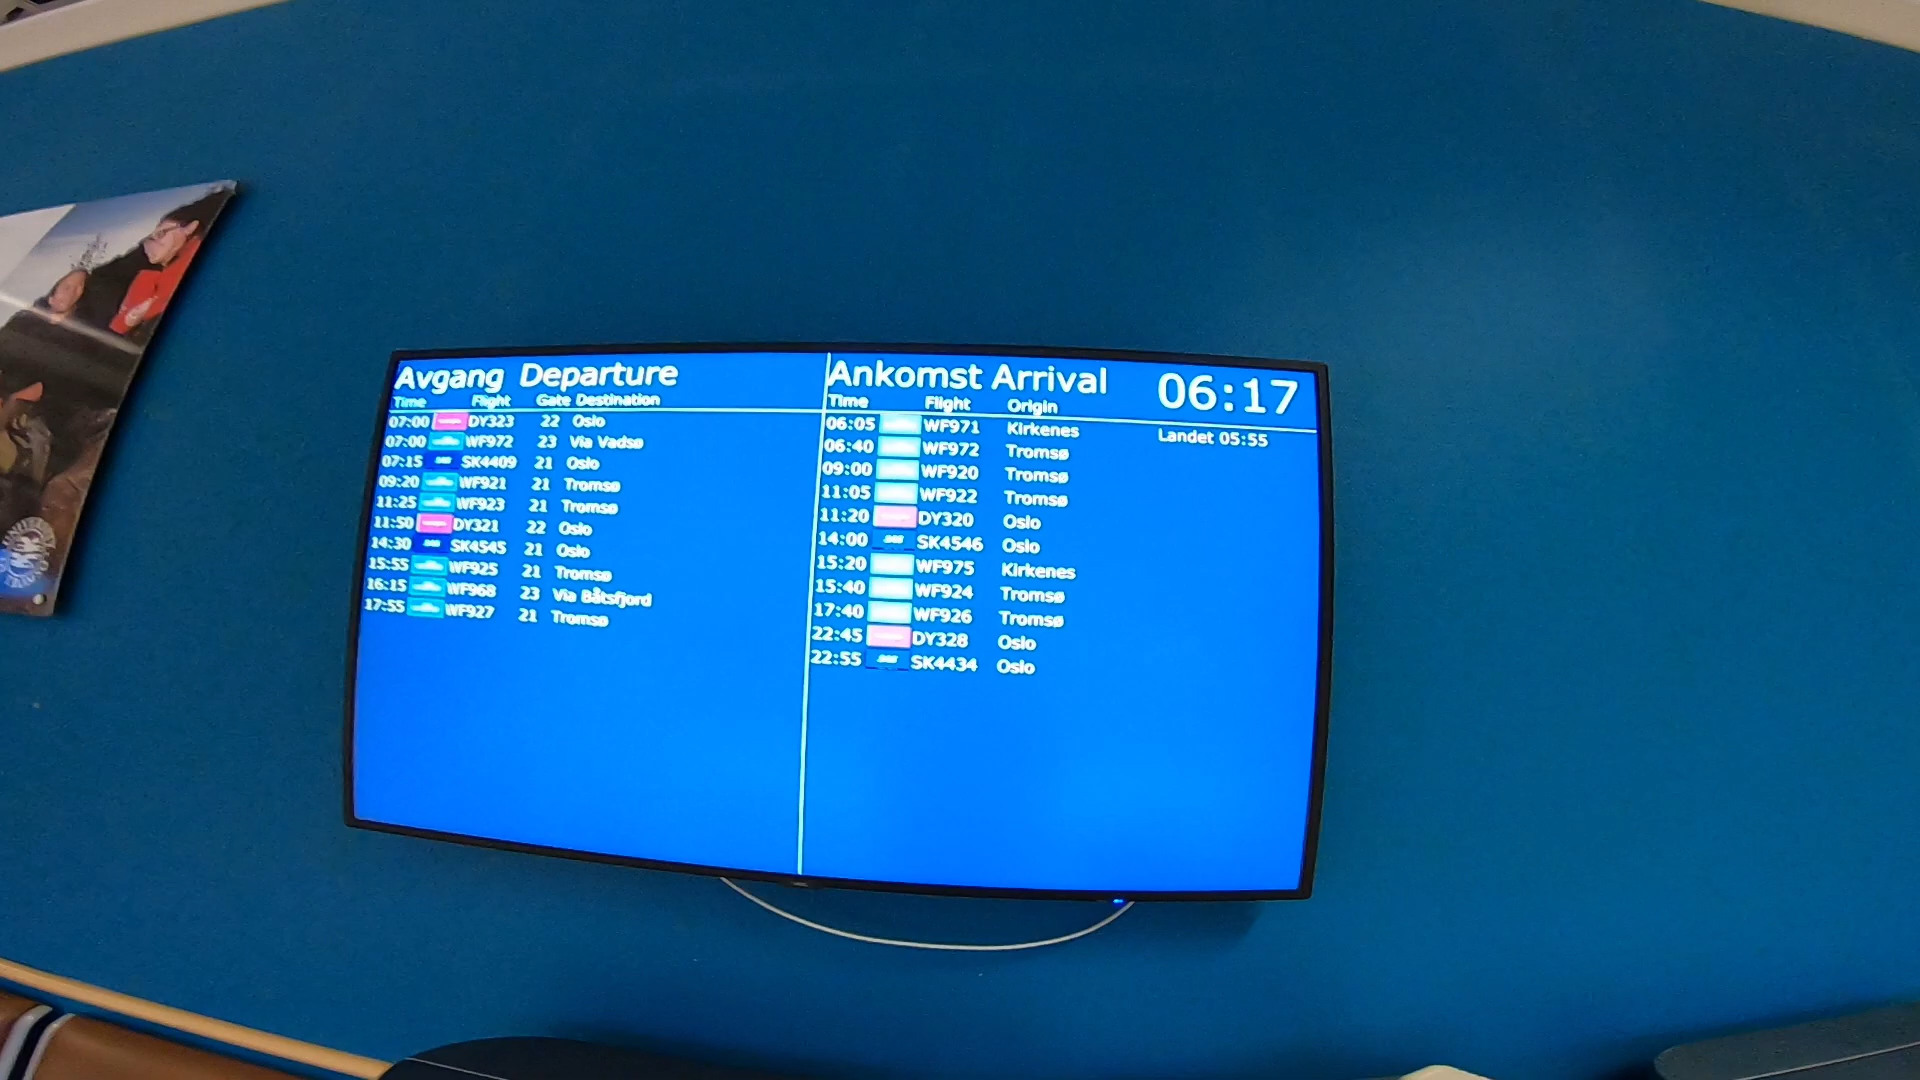 Avgang Departure
Time Flight Gate Destination
07:00 DY323 22 Oslo
07:00 WF972 23 Via Vadsø
07:15 SAS SK4409 21 Oslo
09:20 WF921 21 Tromsø
11:25 WF923 21 Tromsø
11:50 DY321 22 Oslo
14:30 SAS SK4545 21 Oslo
15:55 WF925 21 Tromsø
16:15 WF968 23 Via Båtsfjord
17:55 WF927 21 Tromsø
Ankomst Arrival 06:17
Time Flight Origin
06:05 WF971 Kirkenes Landet 05:55
06:40 WF972 Tromsø
09:00 WF920 Tromsø
11:05 WF922 Tromsø
11:20 DY320 Oslo
14:00 SAS SK4546 Oslo
15:20 WF975 Kirkenes
15:40 WF924 Tromsø
17:40 WF926 Tromsø
22:45 DY328 Oslo
22:55 SAS SK4434 Oslo